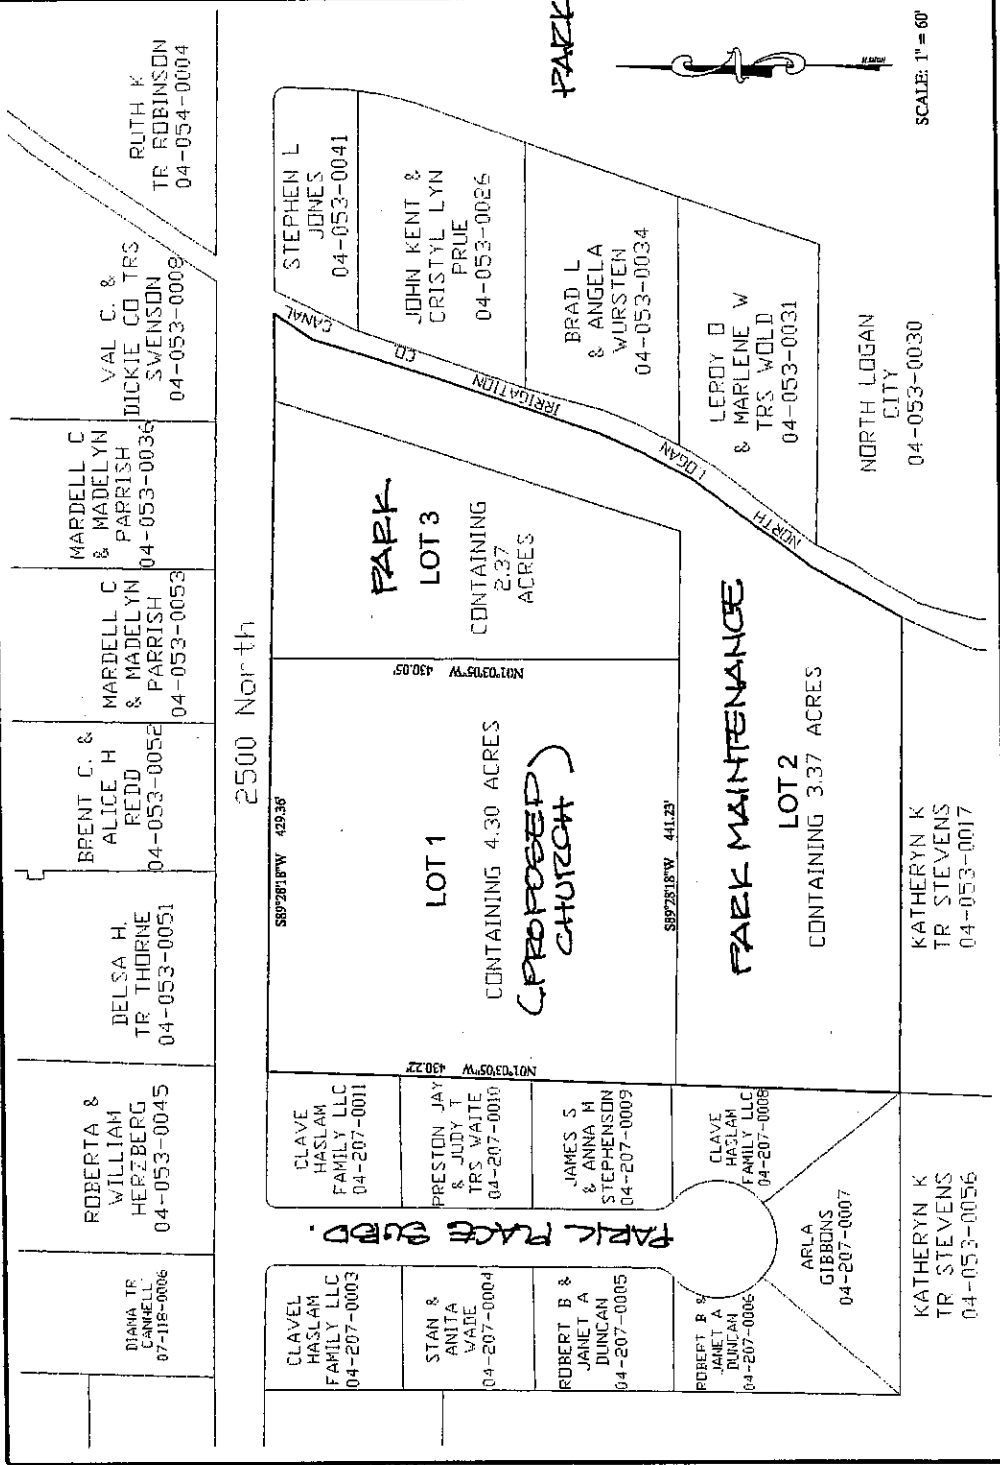 DIANA TR
CANNELL
07-118-0006
ROBERTA &
WILLIAM
HERZBERG
04-053-0045
DELSA H.
TR THORNE
04-053-0051
BRENT C. &
ALICE H
REDD
04-053-0052
MARDELL C
& MADELYN
PARRISH
04-053-0053
MARDELL C
& MADELYN
PARRISH
04-053-0036
VAL C. &
DICKIE CO TRS
SWENSON
04-053-0009
RUTH K
TR ROBINSON
04-054-0004
2500 North
CLAVEL
HASLAM
FAMILY LLC
04-207-0003
STAN &
ANITA
WADE
04-207-0004
ROBERT B &
JANET A
DUNCAN
04-207-0005
ROBERT B &
JANET A
DUNCAN
04-207-0006
PARK PLACE SUBD.
CLAVE
HASLAM
FAMILY LLC
04-207-0011
PRESTON JAY
& JUDY T
TRS WAITE
04-207-0010
JAMES S
& ANNA M
STEPHENSON
04-207-0009
CLAVE
HASLAM
FAMILY LLC
04-207-0008
ARLA
GIBBONS
04-207-0007
S89°28'18"W 429.36'
N01°03'05"W 430.22'
LOT 1
CONTAINING 4.30 ACRES
(PROPOSED
CHURCH)
N01°03'05"W 430.05'
S89°28'18"W 441.23'
PARK
LOT 3
CONTAINING
2.37
ACRES
PARK MAINTENANCE
LOT 2
CONTAINING 3.37 ACRES
NORTH LOGAN IRRIGATION CO. CANAL
STEPHEN L
JONES
04-053-0041
JOHN KENT &
CRISTYL LYN
PRUE
04-053-0026
BRAD L
& ANGELA
WURSTEN
04-053-0034
LEROY O
& MARLENE W
TRS WOLD
04-053-0031
NORTH LOGAN
CITY
04-053-0030
KATHERYN K
TR STEVENS
04-053-0056
KATHERYN K
TR STEVENS
04-053-0017
PARK
SCALE: 1" = 60'